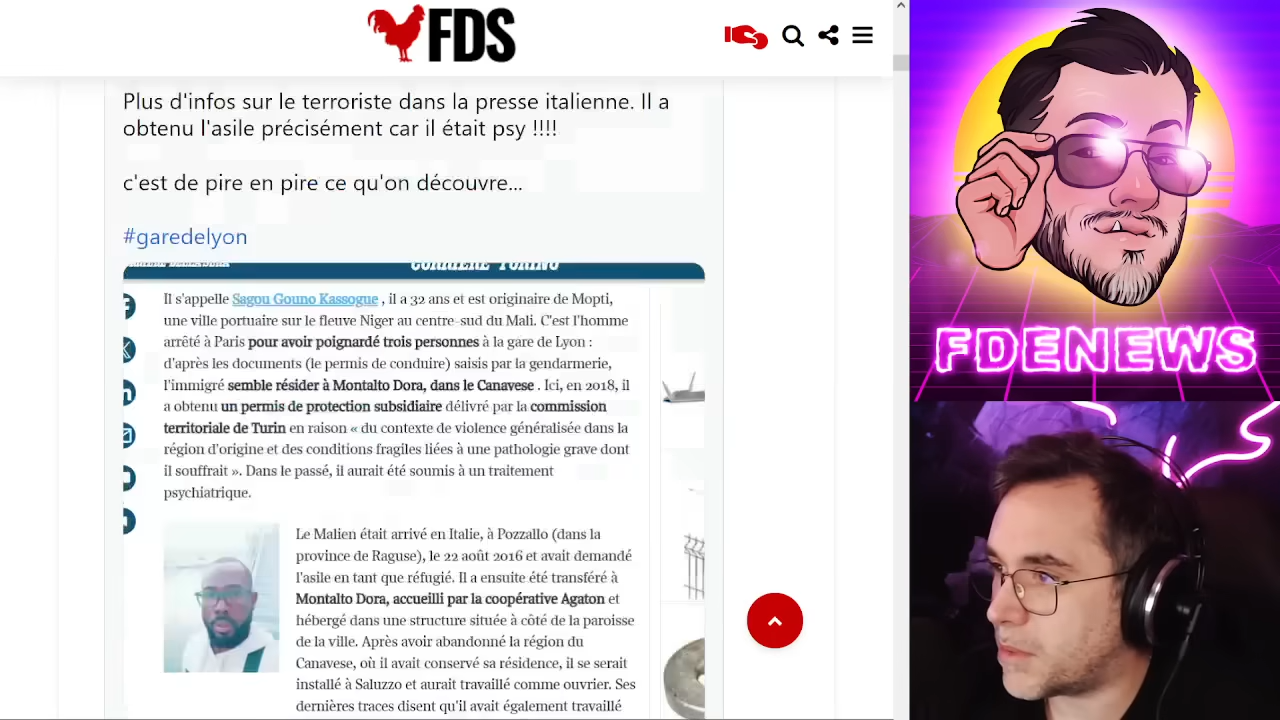 FDS
Plus d'infos sur le terroriste dans la presse italienne. Il a
obtenu l'asile précisément car il était psy !!!!
c'est de pire en pire ce qu'on découvre...
#garedelyon
CORRIERE TORINO
Il s'appelle Sagou Gouno Kassogue , il a 32 ans et est originaire de Mopti,
une ville portuaire sur le fleuve Niger au centre-sud du Mali. C'est l'homme
arrêté à Paris pour avoir poignardé trois personnes à la gare de Lyon :
d'après les documents (le permis de conduire) saisis par la gendarmerie,
l'immigré semble résider à Montalto Dora, dans le Canavese . Ici, en 2018, il
a obtenu un permis de protection subsidiaire délivré par la commission
territoriale de Turin en raison « du contexte de violence généralisée dans la
région d'origine et des conditions fragiles liées à une pathologie grave dont
il souffrait ». Dans le passé, il aurait été soumis à un traitement
psychiatrique.
Le Malien était arrivé en Italie, à Pozzallo (dans la
province de Raguse), le 22 août 2016 et avait demandé
l'asile en tant que réfugié. Il a ensuite été transféré à
Montalto Dora, accueilli par la coopérative Agaton et
hébergé dans une structure située à côté de la paroisse
de la ville. Après avoir abandonné la région du
Canavese, où il avait conservé sa résidence, il se serait
installé à Saluzzo et aurait travaillé comme ouvrier. Ses
dernières traces disent qu'il avait également travaillé
FDENEWS